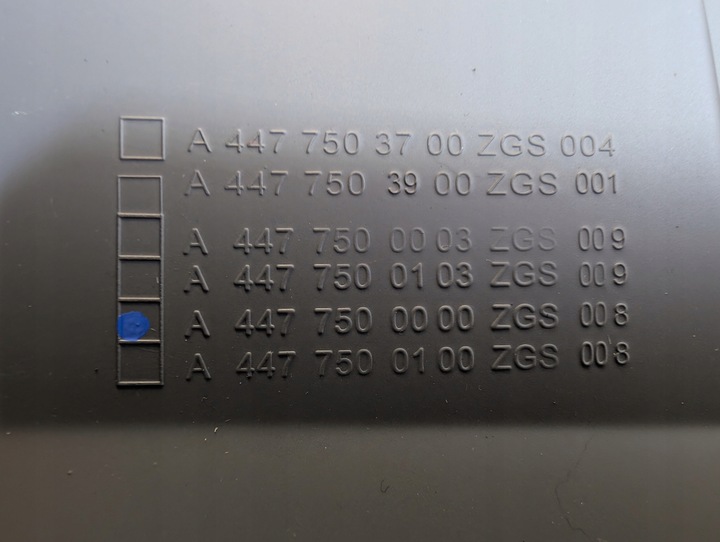 A 447 750 37 00 ZGS 004
A 447 750 39 00 ZGS 001
A 447 750 00 03 ZGS 009
A 447 750 01 03 ZGS 009
A 447 750 00 00 ZGS 008
A 447 750 01 00 ZGS 008